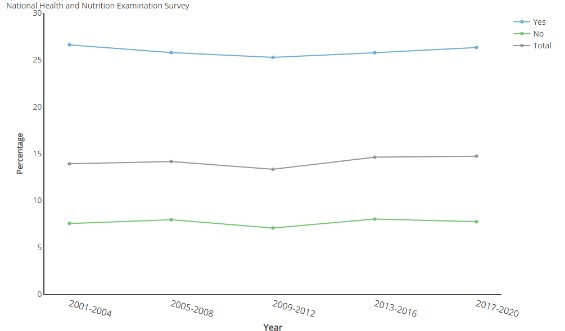 National Health and Nutrition Examination Survey
30
25
20
15
10
5
0
Percentage
2001-2004
2005-2008
2009-2012
2013-2016
2017-2020
Year
Yes
No
Total